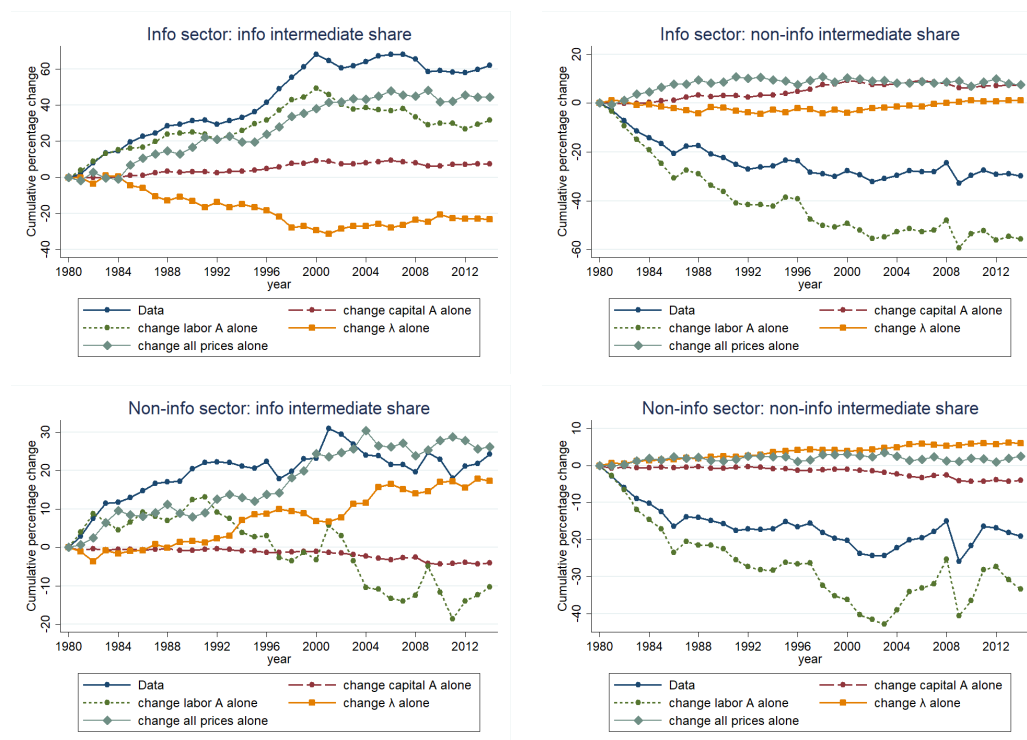 Info sector: info intermediate share
Cumulative percentage change
60
40
20
0
-20
-40
1980 1984 1988 1992 1996 2000 2004 2008 2012
year
Data change capital A alone
change labor A alone change λ alone
change all prices alone
Info sector: non-info intermediate share
Cumulative percentage change
20
0
-20
-40
-60
1980 1984 1988 1992 1996 2000 2004 2008 2012
year
Data change capital A alone
change labor A alone change λ alone
change all prices alone
Non-info sector: info intermediate share
Cumulative percentage change
30
20
10
0
-10
-20
1980 1984 1988 1992 1996 2000 2004 2008 2012
year
Data change capital A alone
change labor A alone change λ alone
change all prices alone
Non-info sector: non-info intermediate share
Cumulative percentage change
10
0
-10
-20
-30
-40
1980 1984 1988 1992 1996 2000 2004 2008 2012
year
Data change capital A alone
change labor A alone change λ alone
change all prices alone